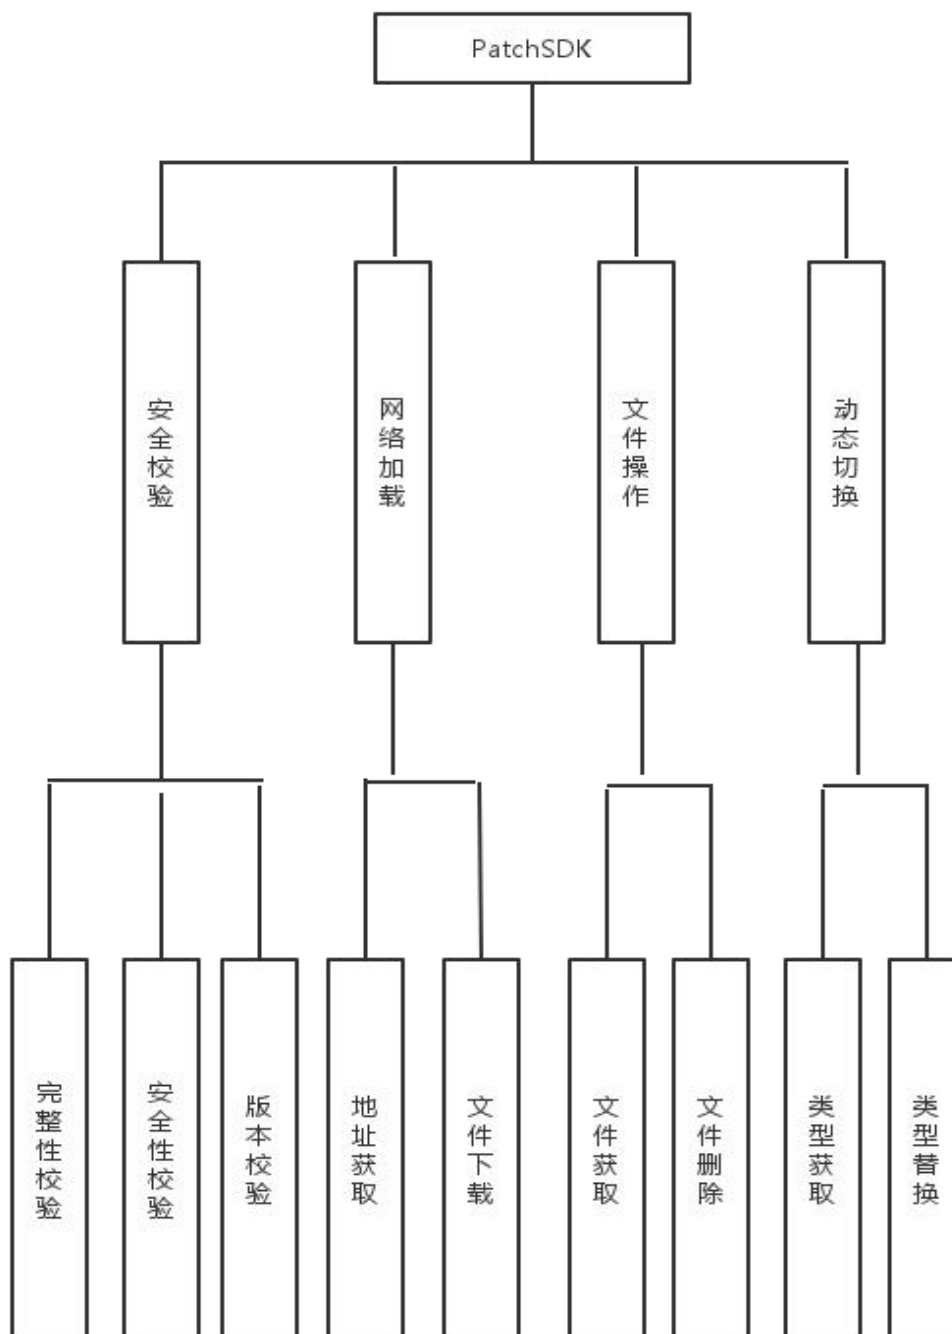 PatchSDK
安全校验
网络加载
文件操作
动态切换
完整性校验
安全性校验
版本校验
地址获取
文件下载
文件获取
文件删除
类型获取
类型替换